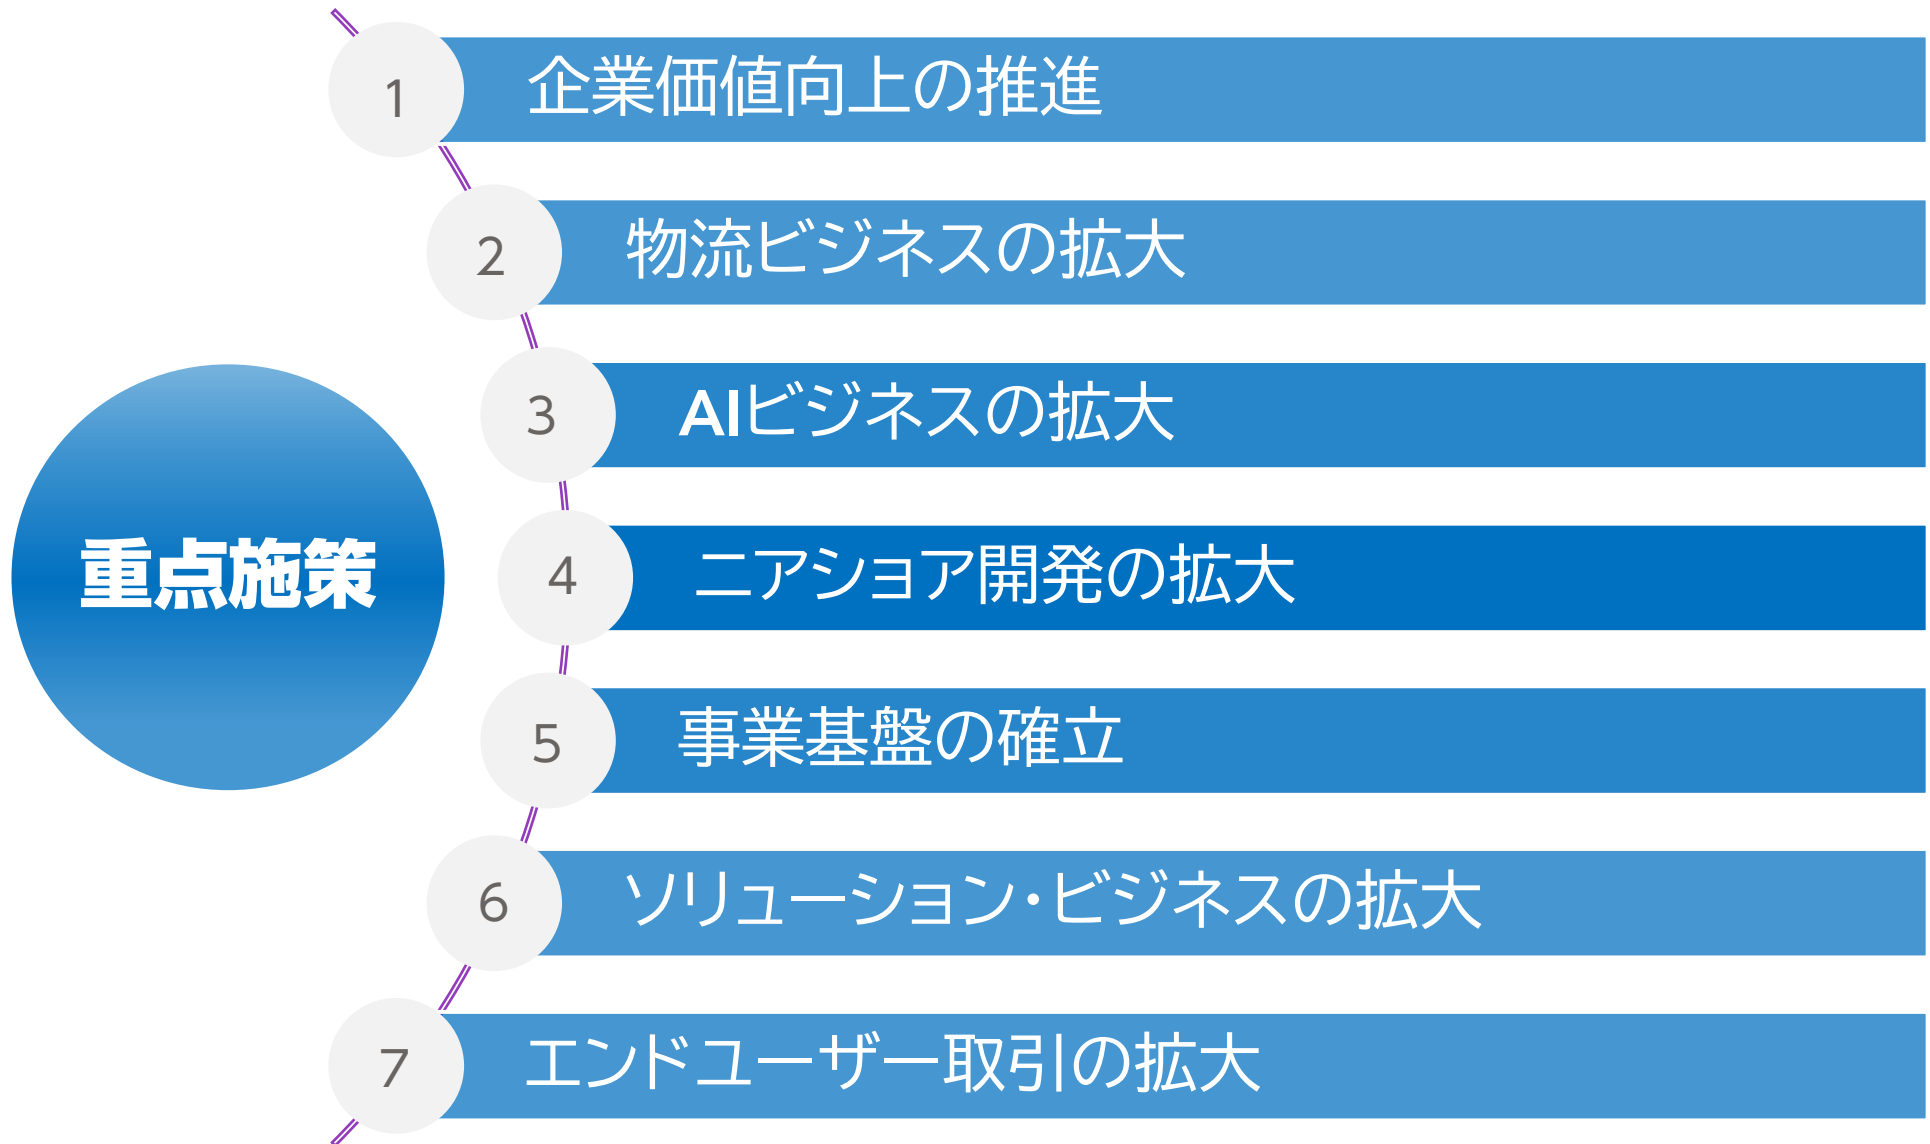 重点施策
1
企業価値向上の推進
2
物流ビジネスの拡大
3
AIビジネスの拡大
4
ニアショア開発の拡大
5
事業基盤の確立
6
ソリューション・ビジネスの拡大
7
エンドユーザー取引の拡大